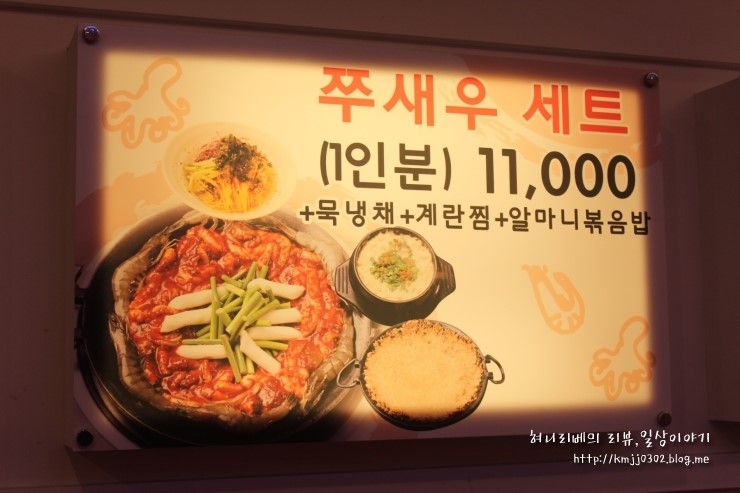 쭈새우 세트
(1인분) 11,000
+묵냉채+계란찜+알마니볶음밥
허니리베의 리뷰,일상이야기
http://kmjj0302.blog.me